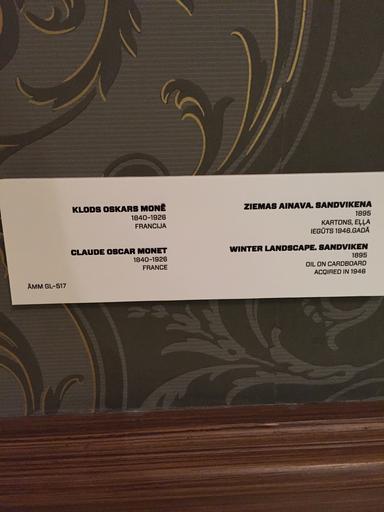 KLODS OSKARS MONĒ
1840-1926
FRANCIJA
CLAUDE OSCAR MONET
1840-1926
FRANCE
ĀMM GL-517
ZIEMAS AINAVA. SANDVIKENA
1895
KARTONS, EĻĻA
IEGŪTS 1946.GADĀ
WINTER LANDSCAPE. SANDVIKEN
1895
OIL ON CARDBOARD
ACQIRED IN 1946